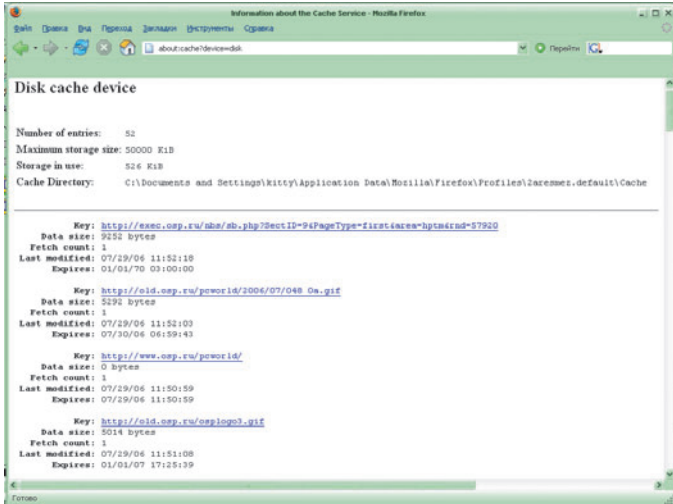 Information about the Cache Service - Mozilla Firefox
Файл Правка Вид Переход Закладки Инструменты Справка
about:cache?device=disk Перейти
Disk cache device
Number of entries: 52
Maximum storage size: 50000 KiB
Storage in use: 526 KiB
Cache Directory: C:\Documents and Settings\kitty\Application Data\Mozilla\Firefox\Profiles\2aresmez.default\Cache
Key: http://exec.osp.ru/nbs/sb.php?SectID=9&PageType=first&area=hptm&rnd=57920
Data size: 9252 bytes
Fetch count: 1
Last modified: 07/29/06 11:52:18
Expires: 01/01/70 03:00:00
Key: http://old.osp.ru/pcworld/2006/07/048_0a.gif
Data size: 5292 bytes
Fetch count: 1
Last modified: 07/29/06 11:52:03
Expires: 07/30/06 06:59:43
Key: http://www.osp.ru/pcworld/
Data size: 0 bytes
Fetch count: 1
Last modified: 07/29/06 11:50:59
Expires: 07/29/06 11:50:59
Key: http://old.osp.ru/osplogo3.gif
Data size: 5014 bytes
Fetch count: 1
Last modified: 07/29/06 11:51:08
Expires: 01/01/07 17:25:39
Готово